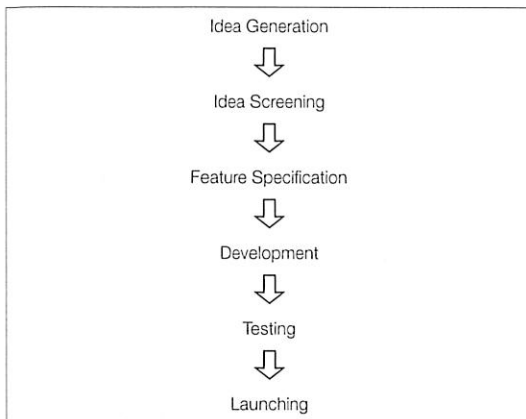 Idea Generation
Idea Screening
Feature Specification
Development
Testing
Launching